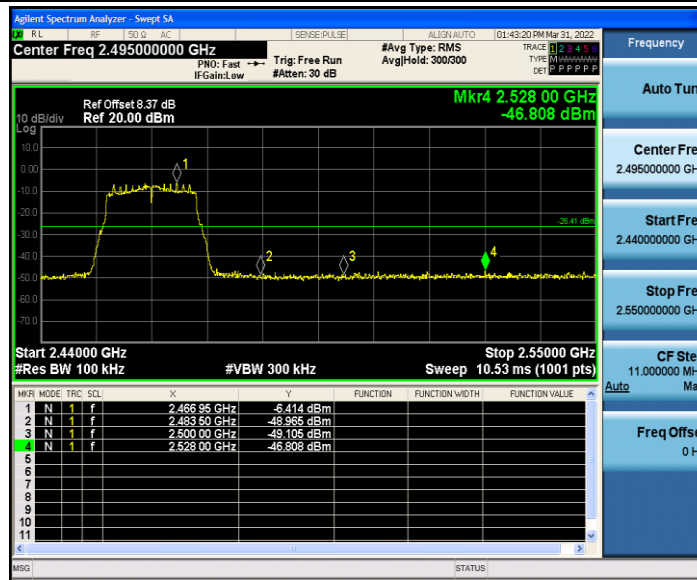 Agilent Spectrum Analyzer - Swept SA
RL RF 50 Ω AC SENSE:PULSE ALIGN AUTO 01:43:20 PM Mar 31, 2022
Center Freq 2.495000000 GHz
PNO: Fast
IFGain:Low
Trig: Free Run
#Atten: 30 dB
#Avg Type: RMS
Avg|Hold: 300/300
TRACE 1 2 3 4 5 6
TYPE M W W W W W
DET P P P P P P
Mkr4 2.528 00 GHz
-46.808 dBm
Ref Offset 8.37 dB
10 dB/div Ref 20.00 dBm
Log
10.0
0.00
-10.0
-20.0
-30.0
-40.0
-50.0
-60.0
-70.0
1
2
3
4
-26.41 dBm
Start 2.44000 GHz Stop 2.55000 GHz
#Res BW 100 kHz #VBW 300 kHz Sweep 10.53 ms (1001 pts)
MKR MODE TRC SCL X Y FUNCTION FUNCTION WIDTH FUNCTION VALUE
1 N 1 f 2.466 95 GHz -6.414 dBm
2 N 1 f 2.483 50 GHz -48.965 dBm
3 N 1 f 2.500 00 GHz -49.105 dBm
4 N 1 f 2.528 00 GHz -46.808 dBm
5
6
7
8
9
10
11
MSG STATUS
Frequency
Auto Tun
Center Fre
2.495000000 GH
Start Fre
2.440000000 GH
Stop Fre
2.550000000 GH
CF Ste
11.000000 MH
Auto Ma
Freq Offse
0 H